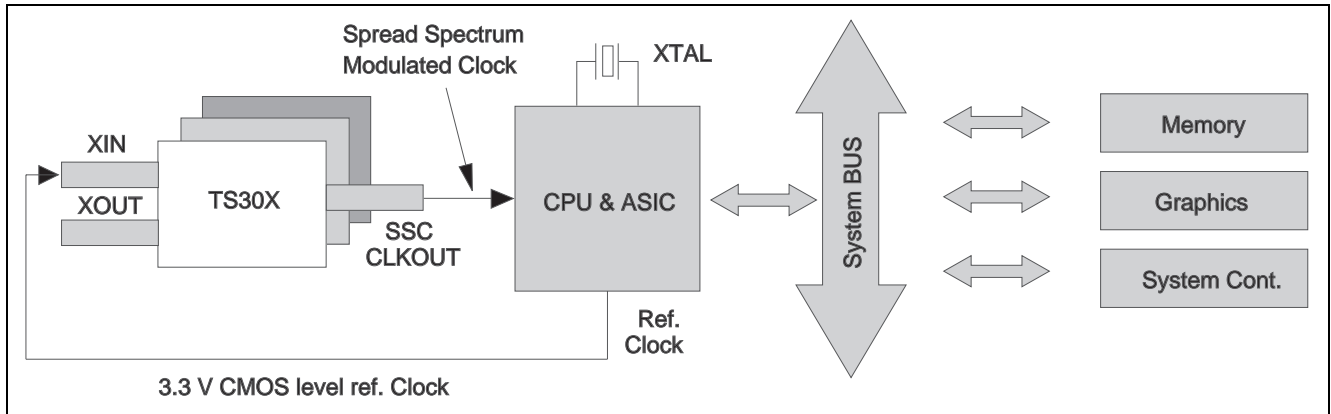 Spread Spectrum
Modulated Clock
XTAL
XIN
XOUT
TS30X
SSC
CLKOUT
CPU & ASIC
System BUS
Memory
Graphics
System Cont.
Ref.
Clock
3.3 V CMOS level ref. Clock